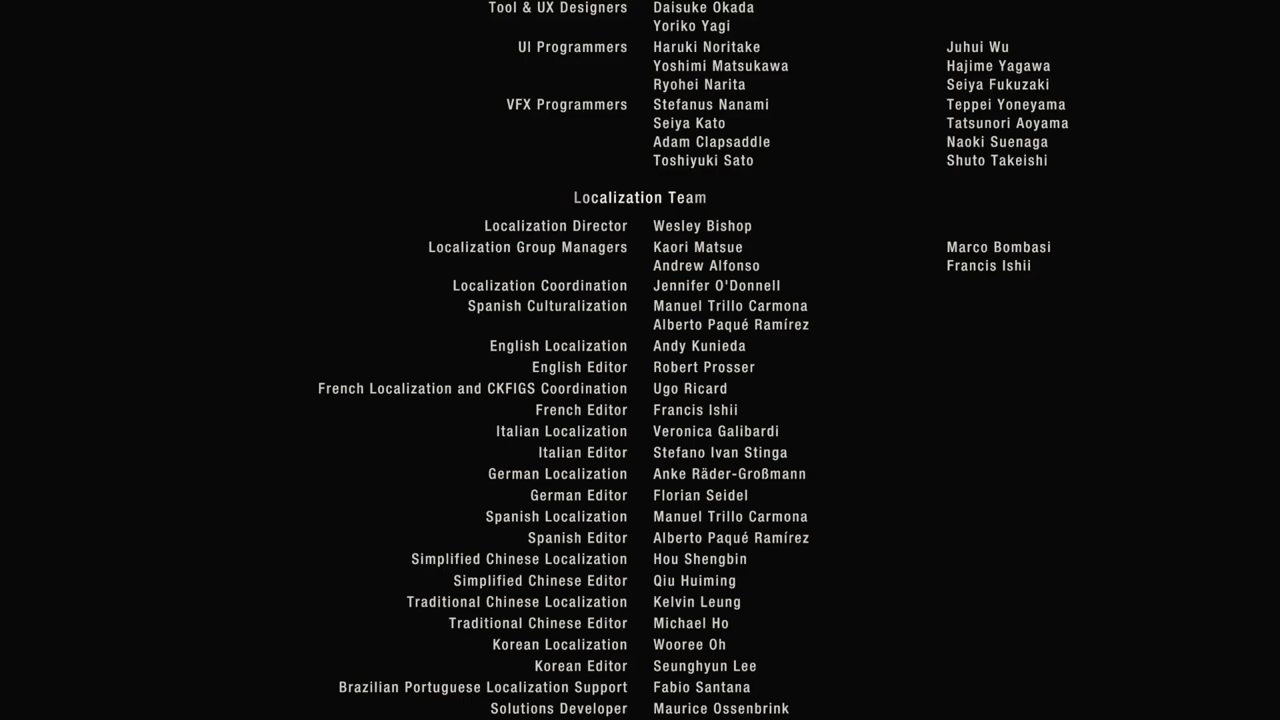 Tool & UX Designers Daisuke Okada
Yoriko Yagi
UI Programmers Haruki Noritake Juhui Wu
Yoshimi Matsukawa Hajime Yagawa
Ryohei Narita Seiya Fukuzaki
VFX Programmers Stefanus Nanami Teppei Yoneyama
Seiya Kato Tatsunori Aoyama
Adam Clapsaddle Naoki Suenaga
Toshiyuki Sato Shuto Takeishi
Localization Team
Localization Director Wesley Bishop
Localization Group Managers Kaori Matsue Marco Bombasi
Andrew Alfonso Francis Ishii
Localization Coordination Jennifer O'Donnell
Spanish Culturalization Manuel Trillo Carmona
Alberto Paqué Ramírez
English Localization Andy Kunieda
English Editor Robert Prosser
French Localization and CKFIGS Coordination Ugo Ricard
French Editor Francis Ishii
Italian Localization Veronica Galibardi
Italian Editor Stefano Ivan Stinga
German Localization Anke Räder-Großmann
German Editor Florian Seidel
Spanish Localization Manuel Trillo Carmona
Spanish Editor Alberto Paqué Ramírez
Simplified Chinese Localization Hou Shengbin
Simplified Chinese Editor Qiu Huiming
Traditional Chinese Localization Kelvin Leung
Traditional Chinese Editor Michael Ho
Korean Localization Wooree Oh
Korean Editor Seunghyun Lee
Brazilian Portuguese Localization Support Fabio Santana
Solutions Developer Maurice Ossenbrink